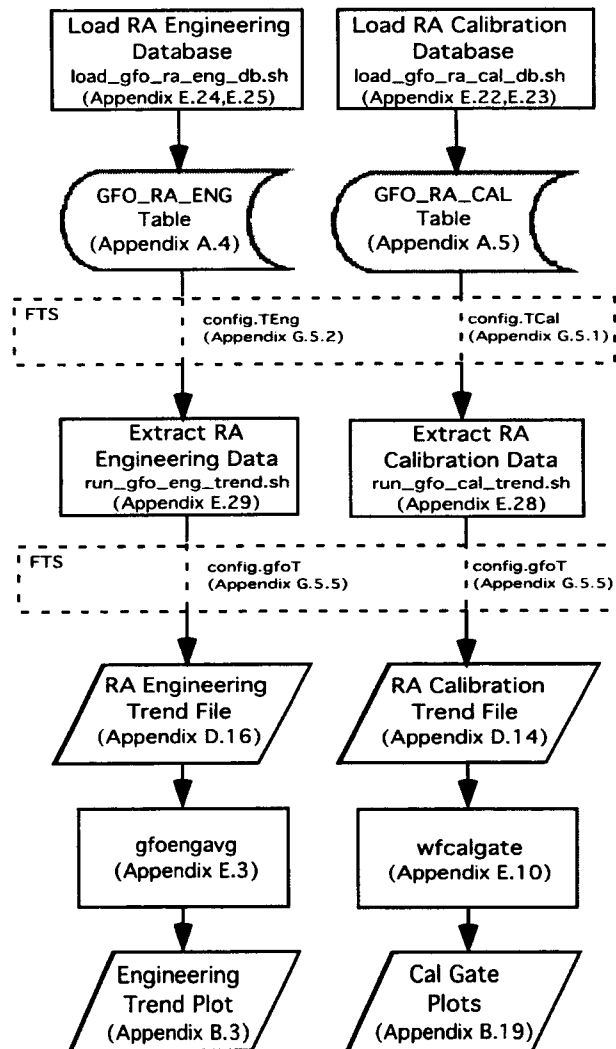 Load RA Engineering
Database
load_gfo_ra_eng_db.sh
(Appendix E.24,E.25)
Load RA Calibration
Database
load_gfo_ra_cal_db.sh
(Appendix E.22,E.23)
GFO_RA_ENG
Table
(Appendix A.4)
GFO_RA_CAL
Table
(Appendix A.5)
FTS
config.TEng
(Appendix G.5.2)
config.TCal
(Appendix G.5.1)
Extract RA
Engineering Data
run_gfo_eng_trend.sh
(Appendix E.29)
Extract RA
Calibration Data
run_gfo_cal_trend.sh
(Appendix E.28)
FTS
config.gfoT
(Appendix G.5.5)
config.gfoT
(Appendix G.5.5)
RA Engineering
Trend File
(Appendix D.16)
RA Calibration
Trend File
(Appendix D.14)
gfoengavg
(Appendix E.3)
wfcalgate
(Appendix E.10)
Engineering
Trend Plot
(Appendix B.3)
Cal Gate
Plots
(Appendix B.19)